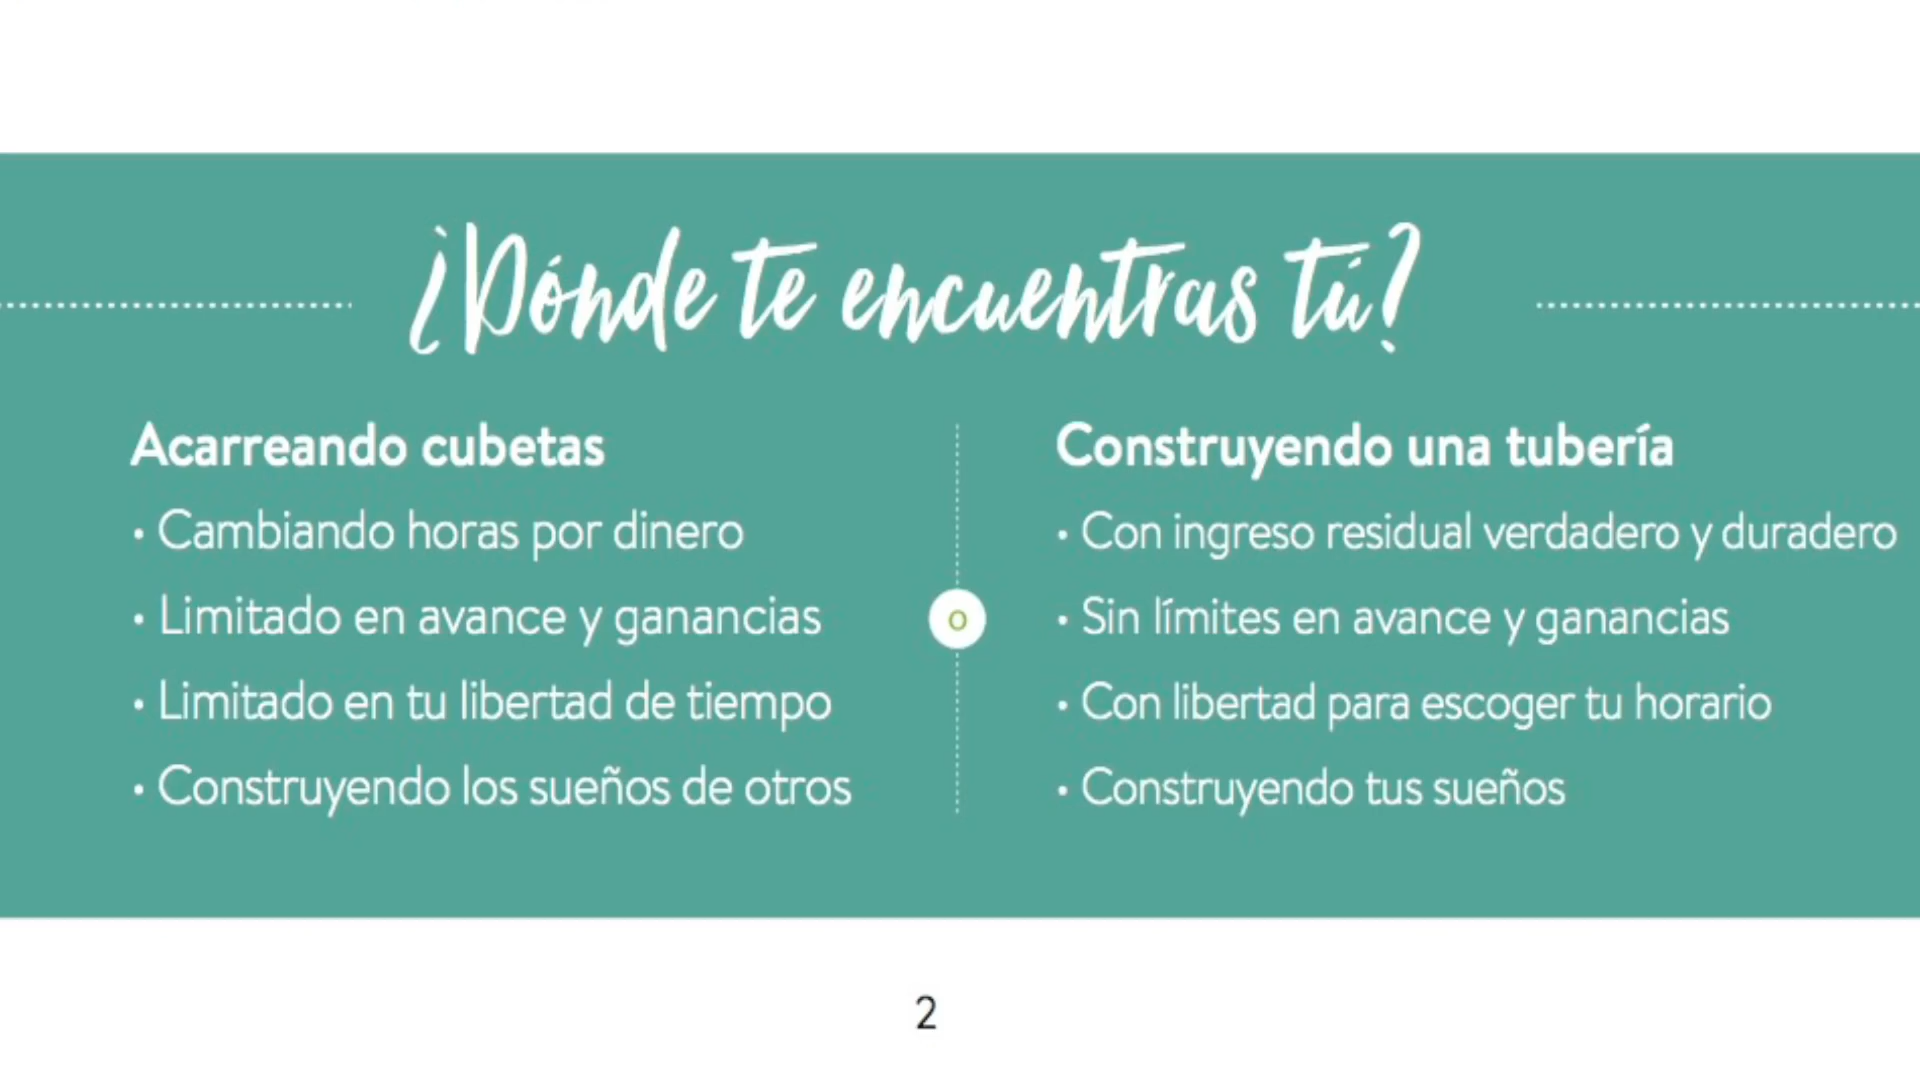 ¿Dónde te encuentras tú?
Acarreando cubetas
• Cambiando horas por dinero
• Limitado en avance y ganancias
• Limitado en tu libertad de tiempo
• Construyendo los sueños de otros
o
Construyendo una tubería
• Con ingreso residual verdadero y duradero
• Sin límites en avance y ganancias
• Con libertad para escoger tu horario
• Construyendo tus sueños
2